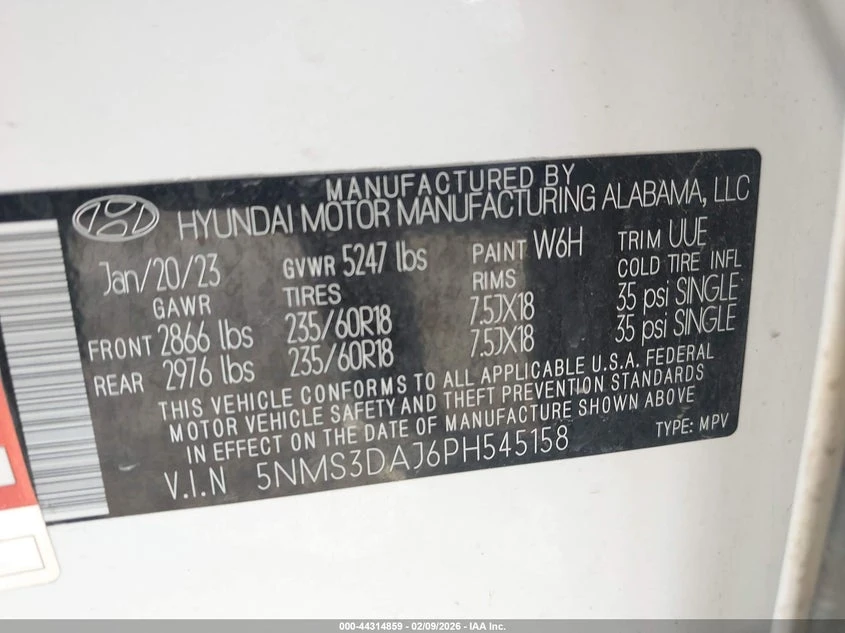 MANUFACTURED BY
HYUNDAI MOTOR MANUFACTURING ALABAMA, LLC
Jan/20/23 GVWR 5247 lbs PAINT W6H TRIM UUE
GAWR TIRES RIMS COLD TIRE INFL
FRONT 2866 lbs 235/60R18 7.5JX18 35 psi SINGLE
REAR 2976 lbs 235/60R18 7.5JX18 35 psi SINGLE
THIS VEHICLE CONFORMS TO ALL APPLICABLE U.S.A. FEDERAL
MOTOR VEHICLE SAFETY AND THEFT PREVENTION STANDARDS
IN EFFECT ON THE DATE OF MANUFACTURE SHOWN ABOVE
V.I.N 5NMS3DAJ6PH545158 TYPE: MPV
000-44314859 - 02/09/2026 - IAA Inc.